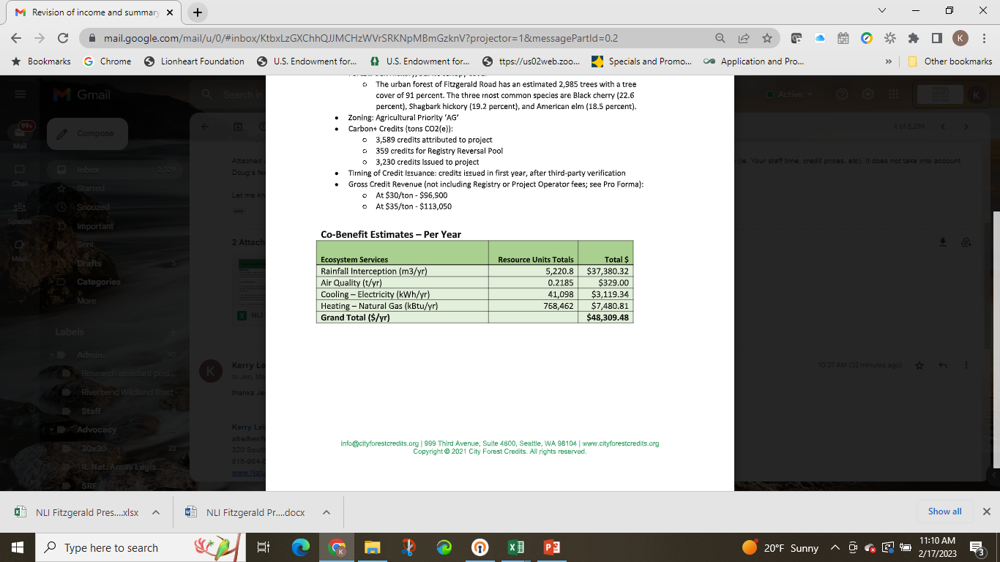 Revision of income and summary
mail.google.com/mail/u/0/#inbox/KtbxLzGXChhQJJMCHzWVrSRKNpMBmGzknV?projector=1&messagePartId=0.2
K
Bookmarks
Chrome
Lionheart Foundation
U.S. Endowment for...
U.S. Endowment for...
ttps://us02web.zoo...
Specials and Promo...
Application and Pro...
»
Other bookmarks
Gmail
Search in
Active
K
99+
Mail
Compose
4 of 8,294
Chat
Spaces
Meet
Inbox 2,329
Starred
Snoozed
Important
Sent
Drafts 5
Categories
More
Labels
Admin. 40
Research assistant posi...
Riverbend Wildland Trust
Staff
Advocacy
30x30 23
IL Nat. Areas Legis...
SRF
Attached
(ie. Your staff time, credit prices, etc). It does not take into account
Doug's fe
Let me kn
2 Attach
NLI
K
Kerry Le
10:37 AM (32 minutes ago)
to Jen, Ma
thanks Je
Kerry Le
320 South
www.Natu
o The urban forest of Fitzgerald Road has an estimated 2,985 trees with a tree
cover of 91 percent. The three most common species are Black cherry (22.6
percent), Shagbark hickory (19.2 percent), and American elm (18.5 percent).
• Zoning: Agricultural Priority 'AG'
• Carbon+ Credits (tons CO2(e)):
o 3,589 credits attributed to project
o 359 credits for Registry Reversal Pool
o 3,230 credits Issued to project
• Timing of Credit Issuance: credits issued in first year, after third-party verification
• Gross Credit Revenue (not including Registry or Project Operator fees; see Pro Forma):
o At $30/ton - $96,900
o At $35/ton - $113,050
Co-Benefit Estimates – Per Year
Ecosystem Services Resource Units Totals Total $
Rainfall Interception (m3/yr) 5,220.8 $37,380.32
Air Quality (t/yr) 0.2185 $329.00
Cooling – Electricity (kWh/yr) 41,098 $3,119.34
Heating – Natural Gas (kBtu/yr) 768,462 $7,480.81
Grand Total ($/yr) $48,309.48
info@cityforestcredits.org | 999 Third Avenue, Suite 4600, Seattle, WA 98104 | www.cityforestcredits.org
Copyright © 2021 City Forest Credits. All rights reserved.
NLI Fitzgerald Pres....xlsx
NLI Fitzgerald Pr....docx
Show all
Type here to search
K
20°F Sunny
11:10 AM
2/17/2023
3